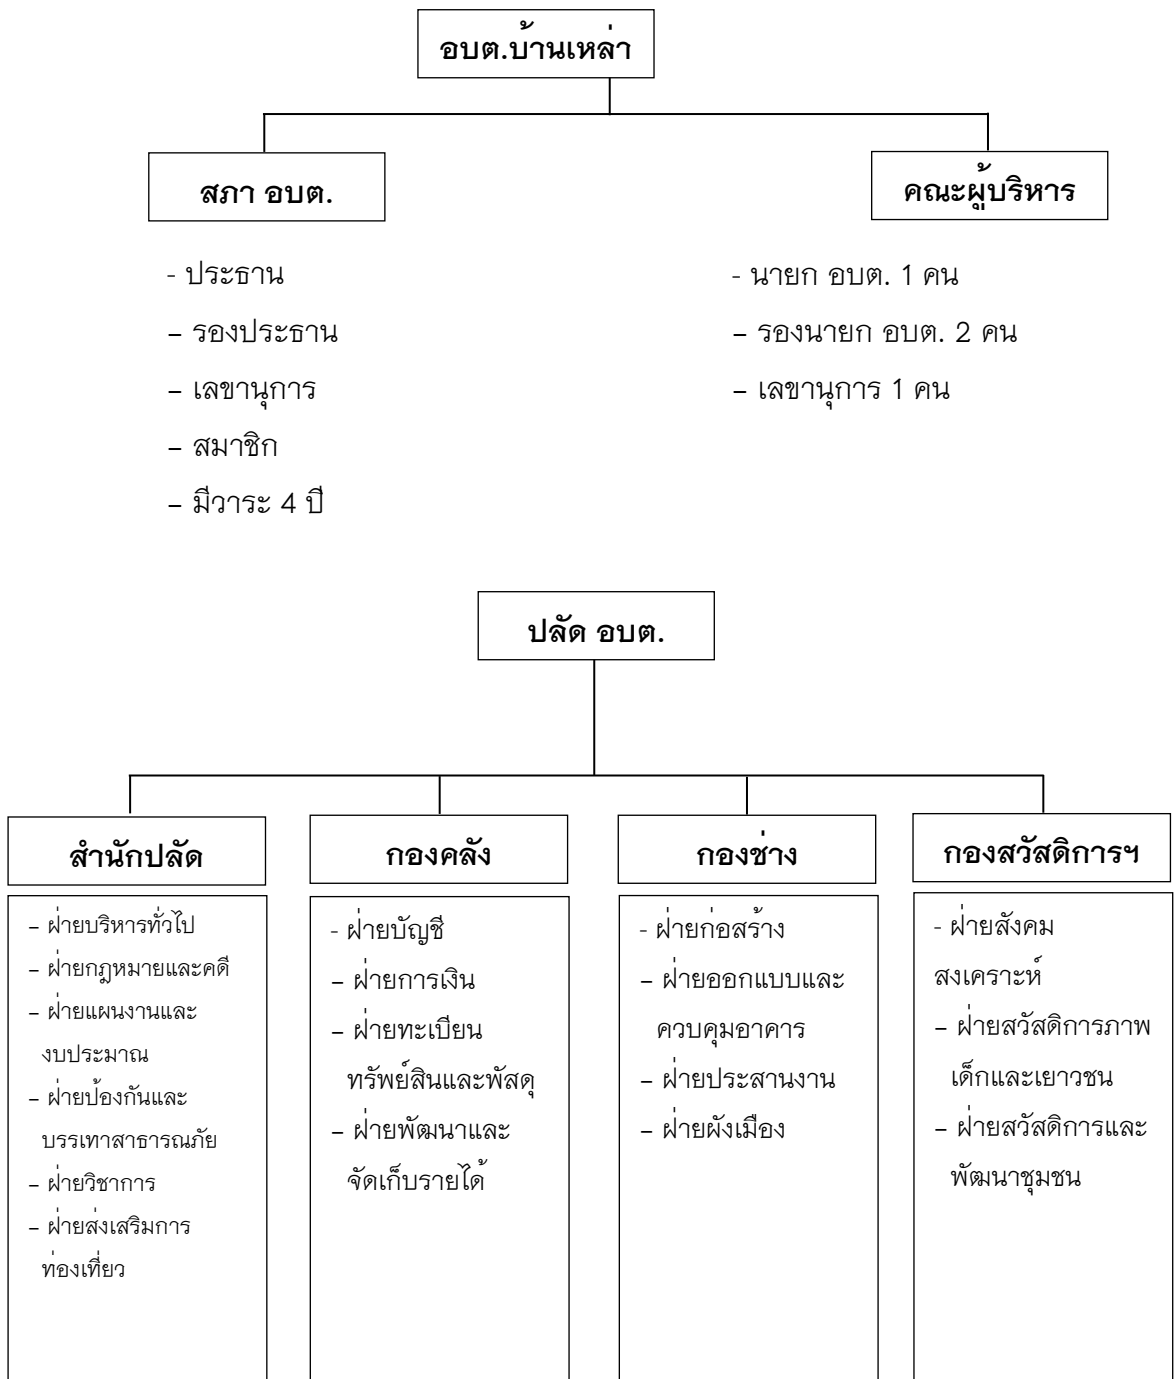 อบต.บ้านเหล่า
สภา อบต.
คณะผู้บริหาร
- ประธาน
– รองประธาน
– เลขานุการ
– สมาชิก
– มีวาระ 4 ปี
- นายก อบต. 1 คน
– รองนายก อบต. 2 คน
– เลขานุการ 1 คน
ปลัด อบต.
สำนักปลัด
– ฝ่ายบริหารทั่วไป
– ฝ่ายกฎหมายและคดี
– ฝ่ายแผนงานและ
งบประมาณ
– ฝ่ายป้องกันและ
บรรเทาสาธารณภัย
– ฝ่ายวิชาการ
– ฝ่ายส่งเสริมการ
ท่องเที่ยว
กองคลัง
- ฝ่ายบัญชี
– ฝ่ายการเงิน
– ฝ่ายทะเบียน
ทรัพย์สินและพัสดุ
– ฝ่ายพัฒนาและ
จัดเก็บรายได้
กองช่าง
- ฝ่ายก่อสร้าง
– ฝ่ายออกแบบและ
ควบคุมอาคาร
– ฝ่ายประสานงาน
– ฝ่ายผังเมือง
กองสวัสดิการฯ
- ฝ่ายสังคม
สงเคราะห์
– ฝ่ายสวัสดิการภาพ
เด็กและเยาวชน
– ฝ่ายสวัสดิการและ
พัฒนาชุมชน